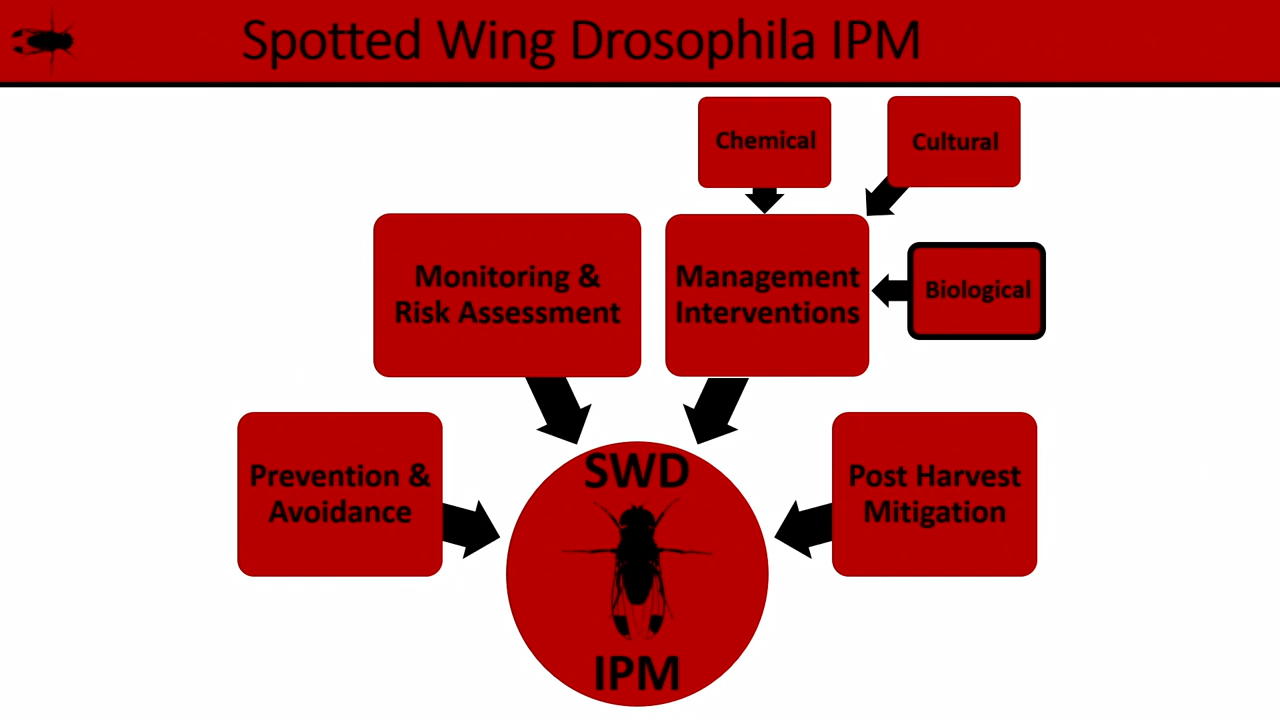 Spotted Wing Drosophila IPM
Chemical
Cultural
Monitoring &
Risk Assessment
Management
Interventions
Biological
Prevention &
Avoidance
SWD
IPM
Post Harvest
Mitigation